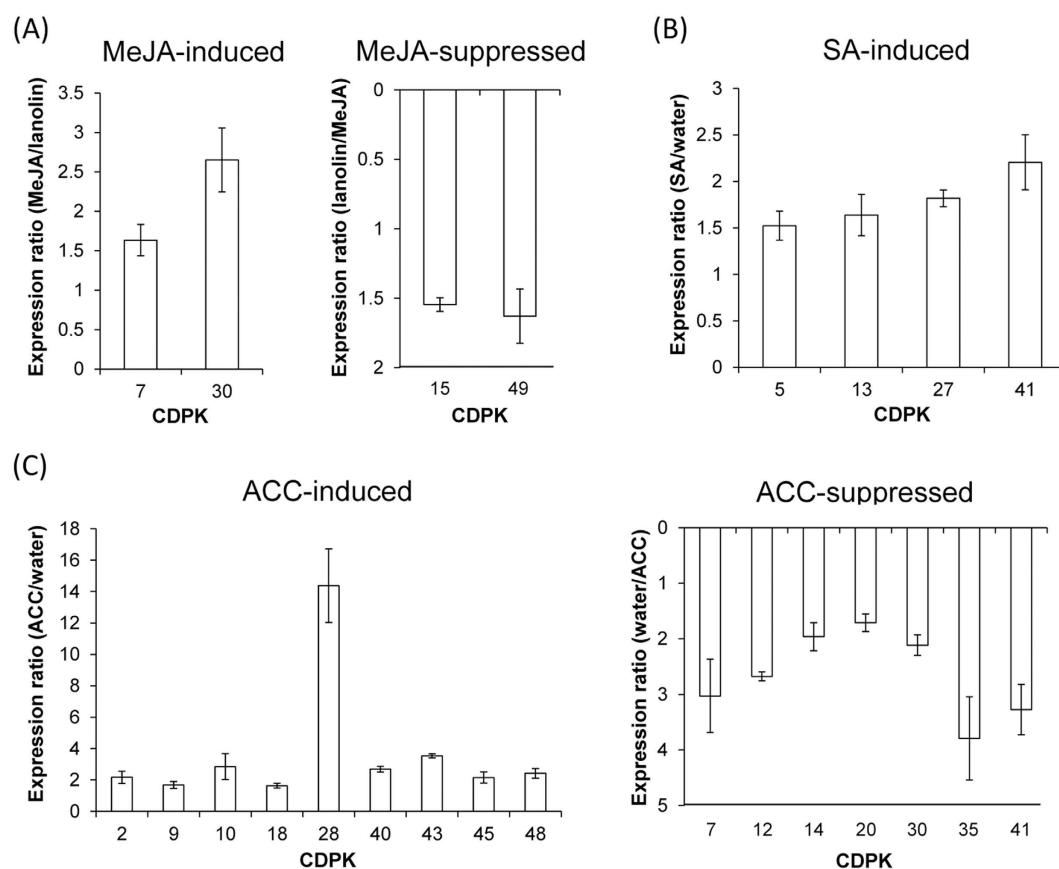 (A)
MeJA-induced
Expression ratio (MeJA/lanolin)
3.5
3
2.5
2
1.5
1
0.5
0
7 30
CDPK
MeJA-suppressed
Expression ratio (lanolin/MeJA)
0
0.5
1
1.5
2
15 49
CDPK
(B)
SA-induced
Expression ratio (SA/water)
3
2.5
2
1.5
1
0.5
0
5 13 27 41
CDPK
(C)
ACC-induced
Expression ratio (ACC/water)
18
16
14
12
10
8
6
4
2
0
2 9 10 18 28 40 43 45 48
CDPK
ACC-suppressed
Expression ratio (water/ACC)
0
1
2
3
4
5
7 12 14 20 30 35 41
CDPK